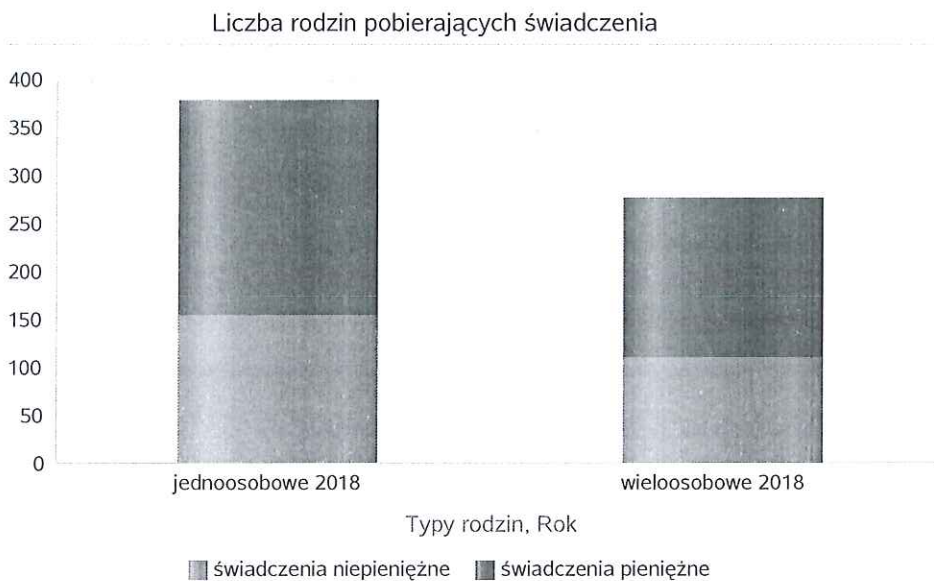 Liczba rodzin pobierających świadczenia
400
350
300
250
200
150
100
50
0
jednoosobowe 2018
wieloosobowe 2018
Typy rodzin, Rok
świadczenia niepieniężne świadczenia pieniężne